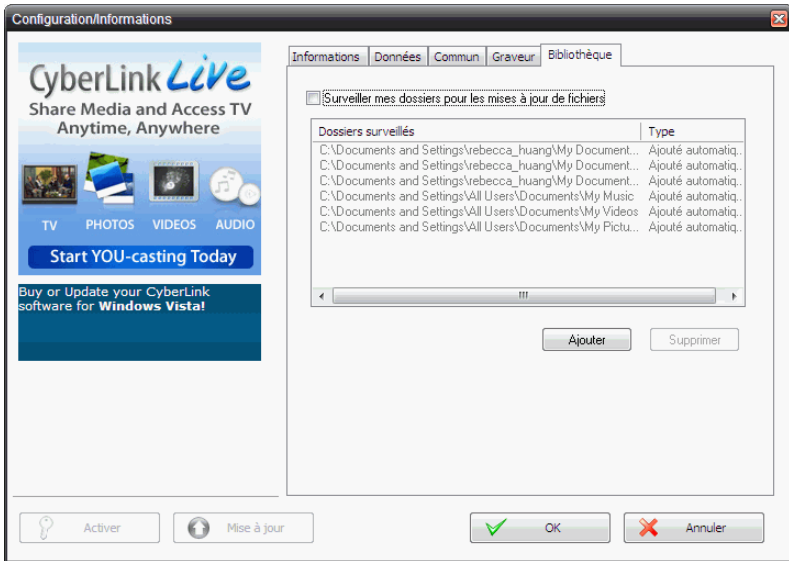 Configuration/Informations
CyberLink Live
Share Media and Access TV
Anytime, Anywhere
TV PHOTOS VIDEOS AUDIO
Start YOU-casting Today
Buy or Update your CyberLink
software for Windows Vista!
Informations Données Commun Graveur Bibliothèque
Surveiller mes dossiers pour les mises à jour de fichiers
Dossiers surveillés Type
C:\Documents and Settings\rebecca_huang\My Document... Ajouté automatiq..
C:\Documents and Settings\rebecca_huang\My Document... Ajouté automatiq..
C:\Documents and Settings\rebecca_huang\My Document... Ajouté automatiq..
C:\Documents and Settings\All Users\Documents\My Music Ajouté automatiq..
C:\Documents and Settings\All Users\Documents\My Videos Ajouté automatiq..
C:\Documents and Settings\All Users\Documents\My Pictu... Ajouté automatiq..
Ajouter Supprimer
Activer Mise à jour OK Annuler